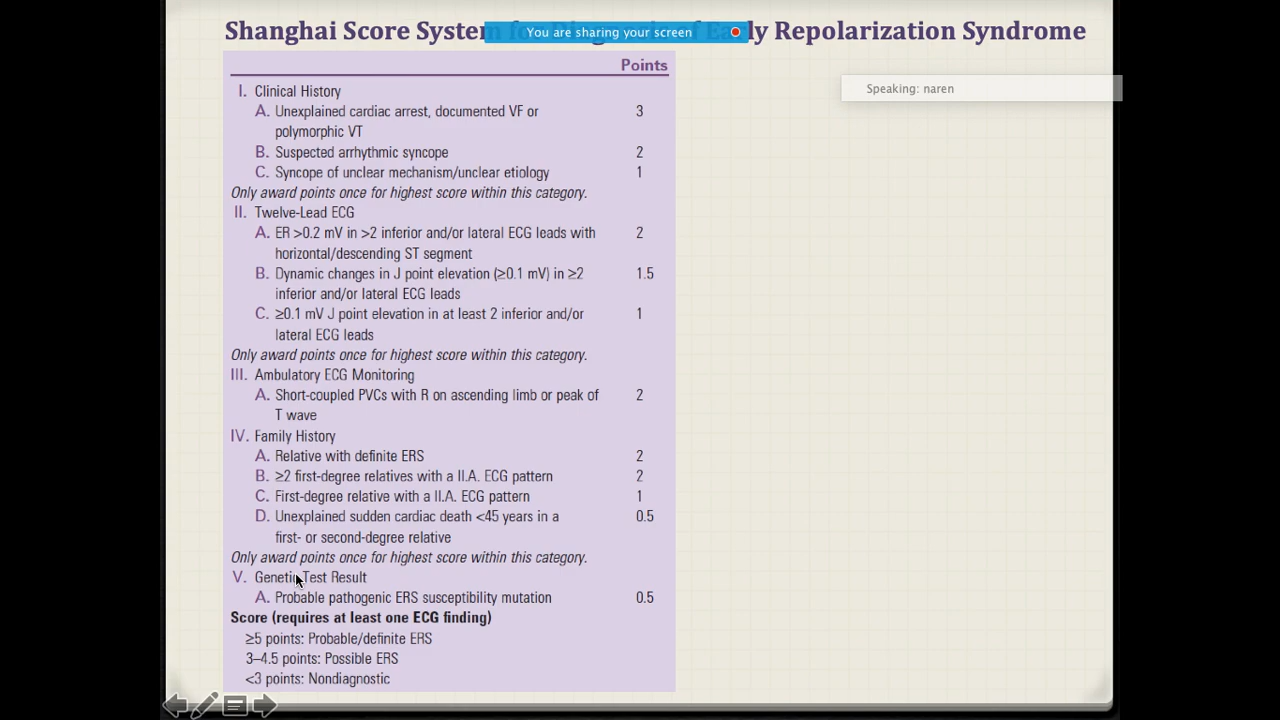 Shanghai Score System Early Repolarization Syndrome
You are sharing your screen
Speaking: naren
Points
I. Clinical History
A. Unexplained cardiac arrest, documented VF or 3
polymorphic VT
B. Suspected arrhythmic syncope 2
C. Syncope of unclear mechanism/unclear etiology 1
Only award points once for highest score within this category.
II. Twelve-Lead ECG
A. ER >0.2 mV in >2 inferior and/or lateral ECG leads with 2
horizontal/descending ST segment
B. Dynamic changes in J point elevation (≥0.1 mV) in ≥2 1.5
inferior and/or lateral ECG leads
C. ≥0.1 mV J point elevation in at least 2 inferior and/or 1
lateral ECG leads
Only award points once for highest score within this category.
III. Ambulatory ECG Monitoring
A. Short-coupled PVCs with R on ascending limb or peak of 2
T wave
IV. Family History
A. Relative with definite ERS 2
B. ≥2 first-degree relatives with a II.A. ECG pattern 2
C. First-degree relative with a II.A. ECG pattern 1
D. Unexplained sudden cardiac death <45 years in a 0.5
first- or second-degree relative
Only award points once for highest score within this category.
V. Genetic Test Result
A. Probable pathogenic ERS susceptibility mutation 0.5
Score (requires at least one ECG finding)
≥5 points: Probable/definite ERS
3–4.5 points: Possible ERS
<3 points: Nondiagnostic